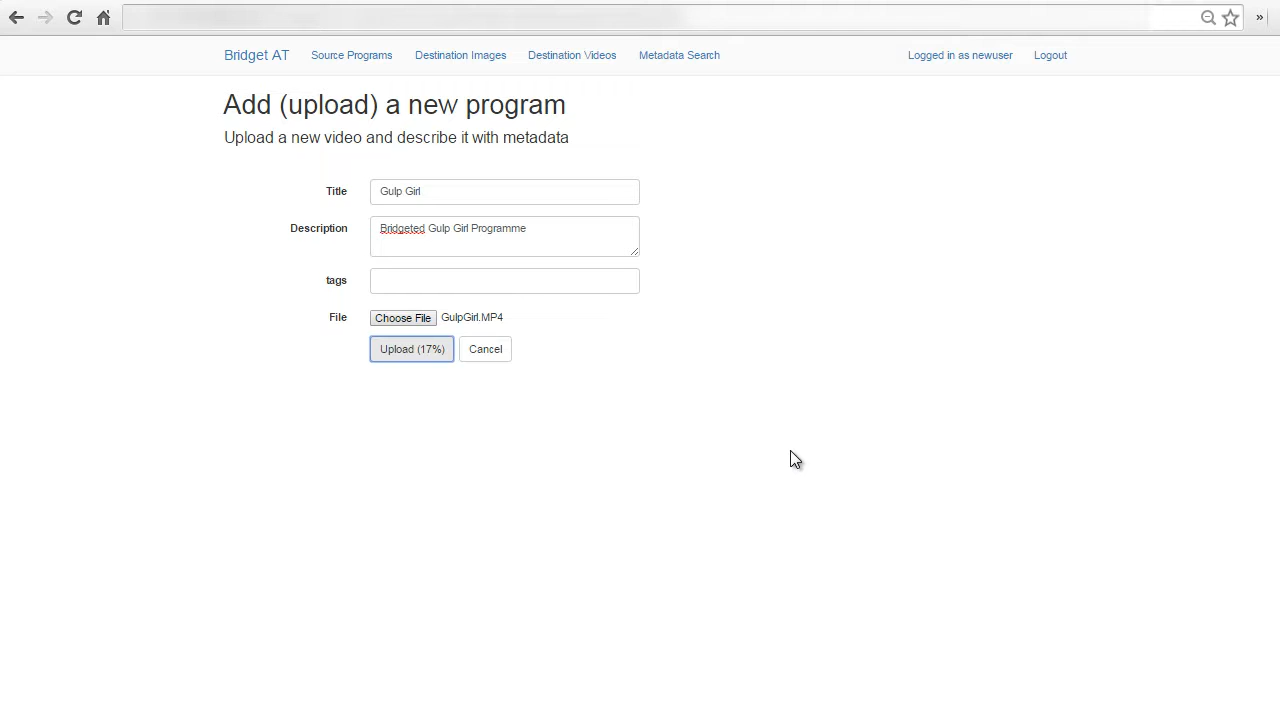 »
Bridget AT Source Programs Destination Images Destination Videos Metadata Search Logged in as newuser Logout
Add (upload) a new program
Upload a new video and describe it with metadata
Title Gulp Girl
Description Bridgeted Gulp Girl Programme
tags
File Choose File GulpGirl.MP4
Upload (17%) Cancel